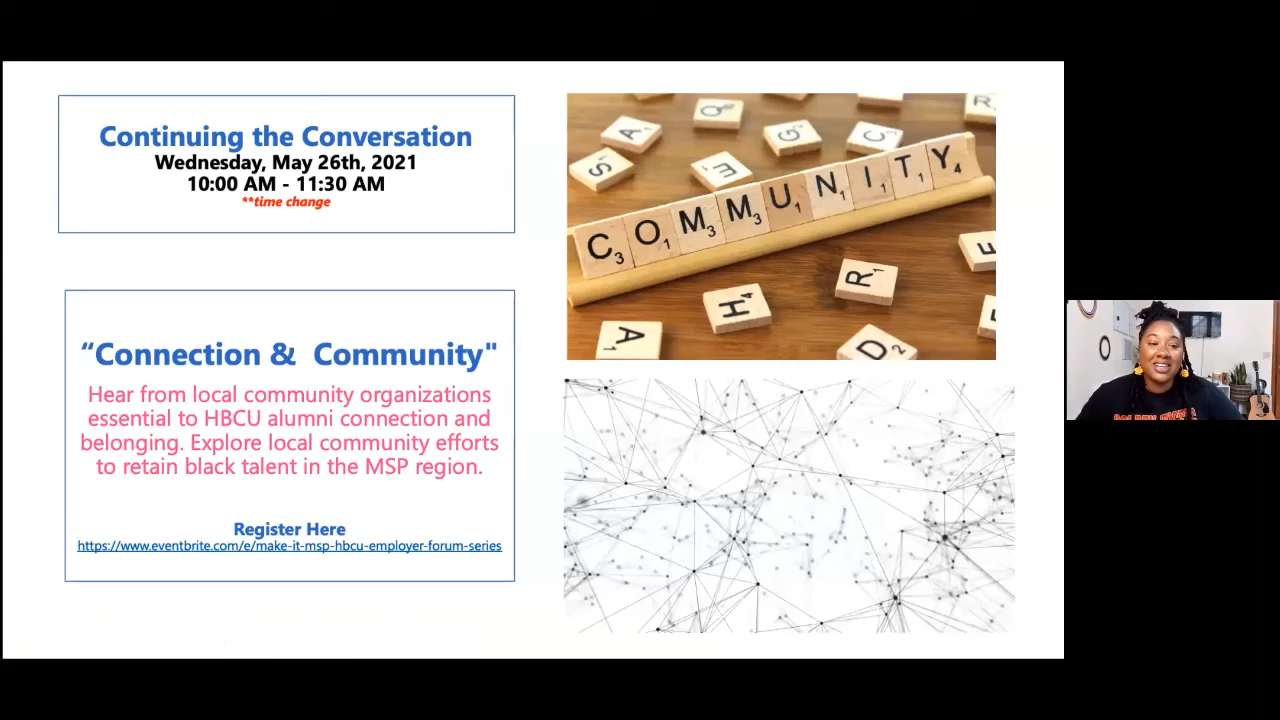 Continuing the Conversation
Wednesday, May 26th, 2021
10:00 AM - 11:30 AM
**time change
“Connection &  Community"
Hear from local community organizations
essential to HBCU alumni connection and
belonging. Explore local community efforts
to retain black talent in the MSP region.
Register Here
https://www.eventbrite.com/e/make-it-msp-hbcu-employer-forum-series
COMMUNITY